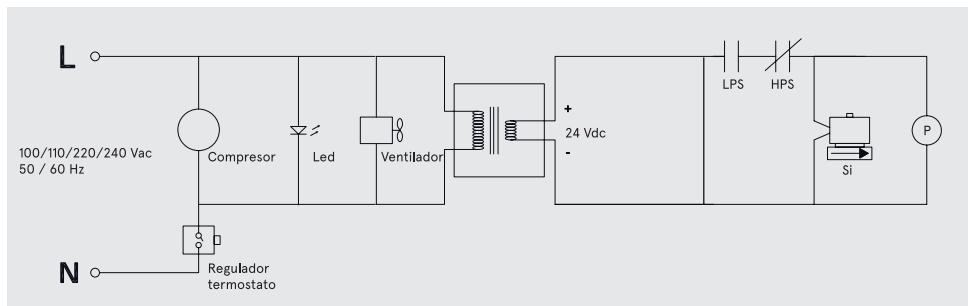 L
LPS
HPS
+
24 Vdc
-
P
100/110/220/240 Vac
50 / 60 Hz
Compresor
Led
Ventilador
Si
N
Regulador
termostato